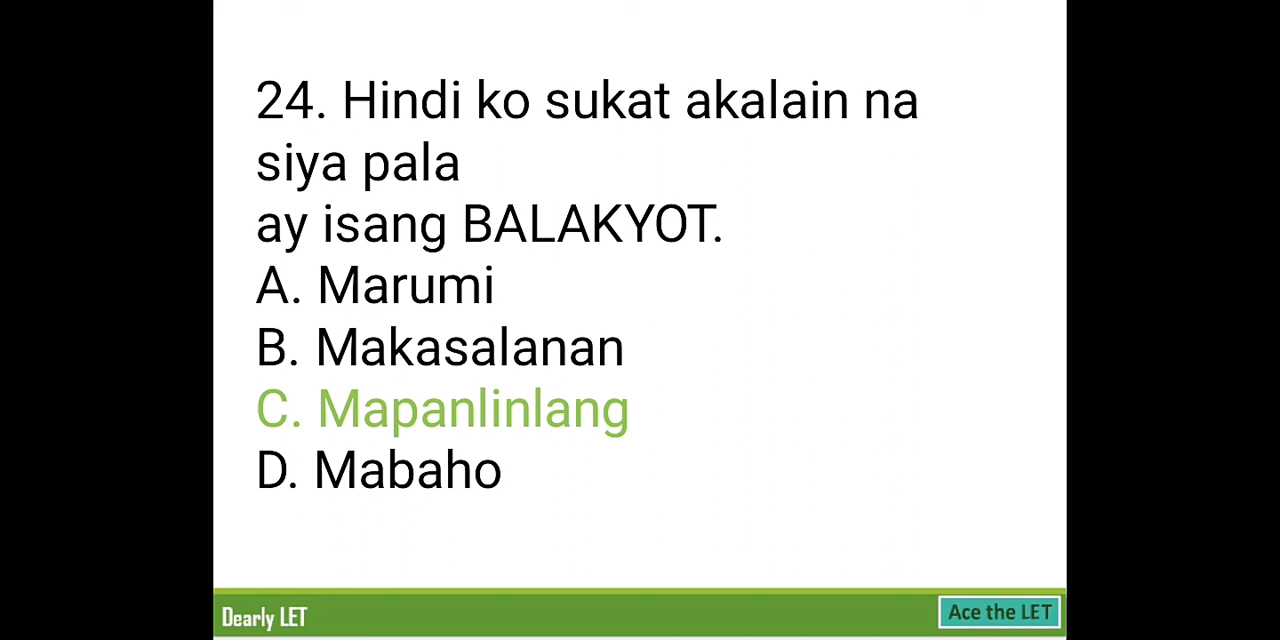 24. Hindi ko sukat akalain na
siya pala
ay isang BALAKYOT.
A. Marumi
B. Makasalanan
C. Mapanlinlang
D. Mabaho
Dearly LET
Ace the LET